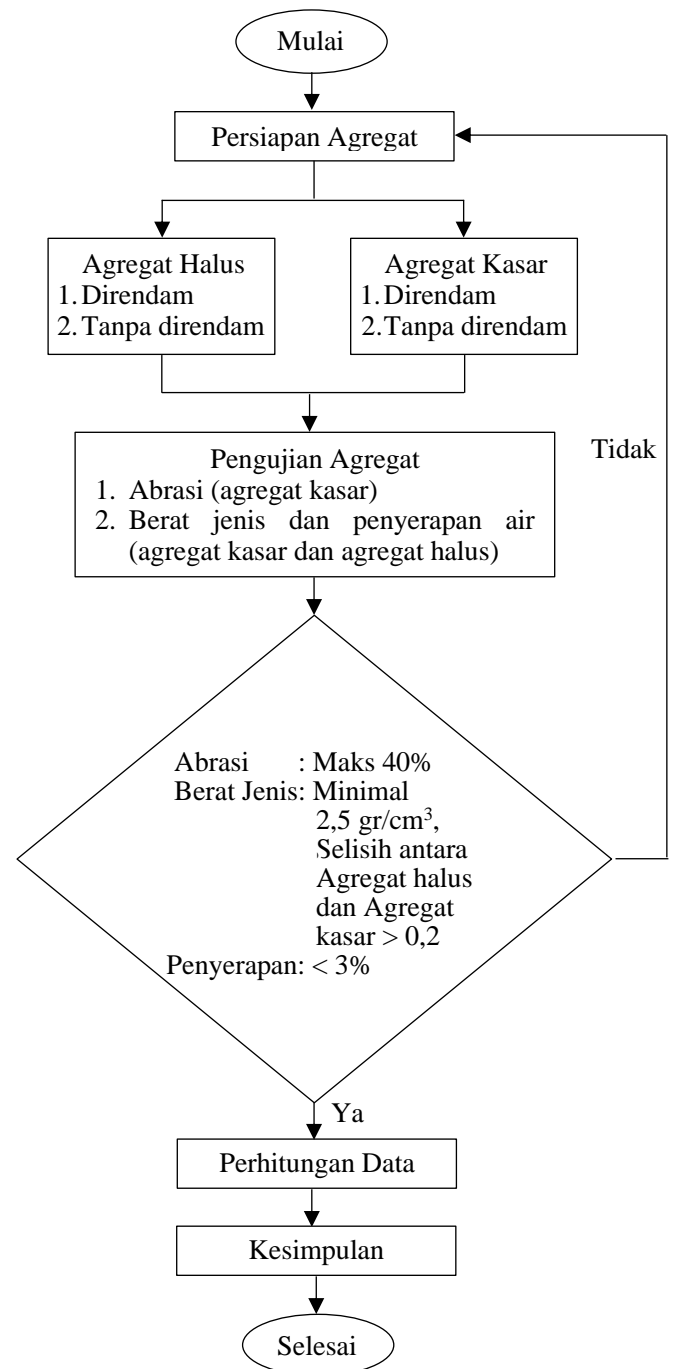 Mulai
Persiapan Agregat
Agregat Halus
1. Direndam
2. Tanpa direndam
Agregat Kasar
1. Direndam
2. Tanpa direndam
Pengujian Agregat
1. Abrasi (agregat kasar)
2. Berat jenis dan penyerapan air
(agregat kasar dan agregat halus)
Tidak
Abrasi : Maks 40%
Berat Jenis: Minimal
2,5 gr/cm³,
Selisih antara
Agregat halus
dan Agregat
kasar > 0,2
Penyerapan: < 3%
Ya
Perhitungan Data
Kesimpulan
Selesai